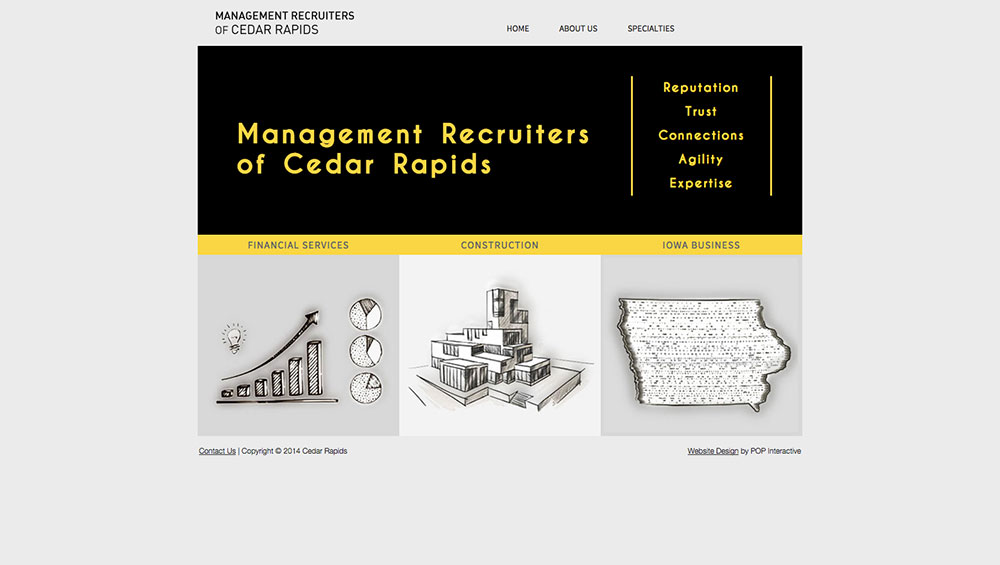 MANAGEMENT RECRUITERS
OF CEDAR RAPIDS
HOME ABOUT US SPECIALTIES
Management Recruiters
of Cedar Rapids
Reputation
Trust
Connections
Agility
Expertise
FINANCIAL SERVICES CONSTRUCTION IOWA BUSINESS
Contact Us | Copyright © 2014 Cedar Rapids Website Design by POP Interactive